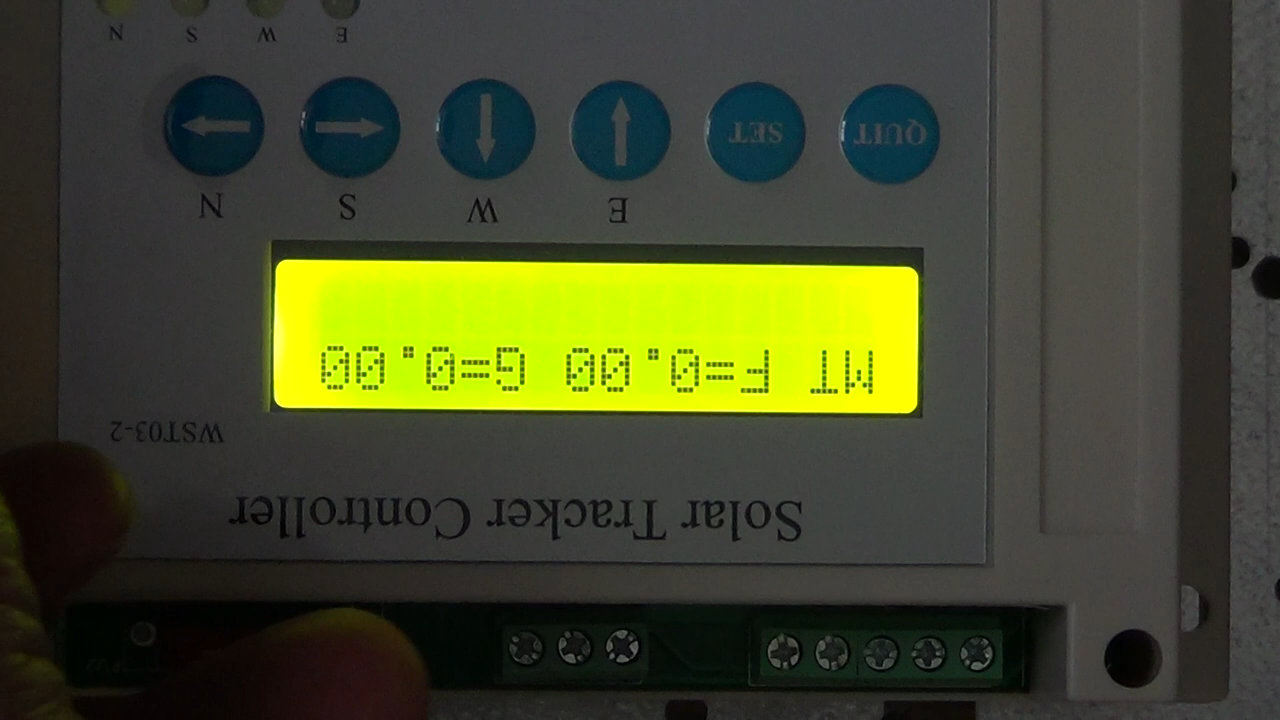 Solar Tracker Controller
WST03-2
MT F=0.00 G=0.00
E W S N
QUIT SET
E W S N